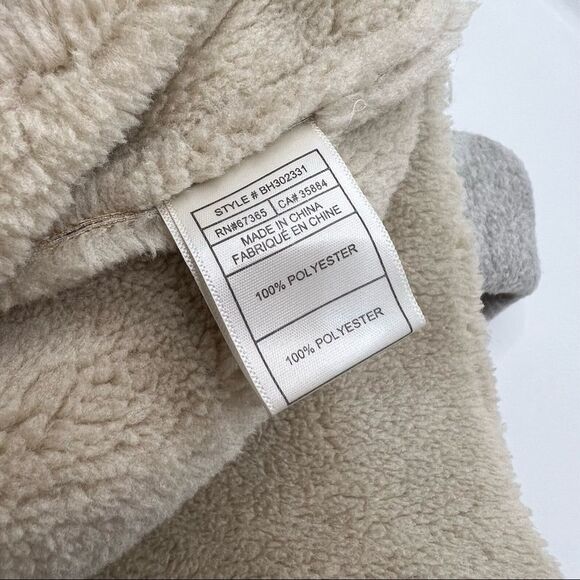 STYLE # BH302331
RN#67365 CA# 35884
MADE IN CHINA
FABRIQUÉ EN CHINE
100% POLYESTER
100% POLYESTER